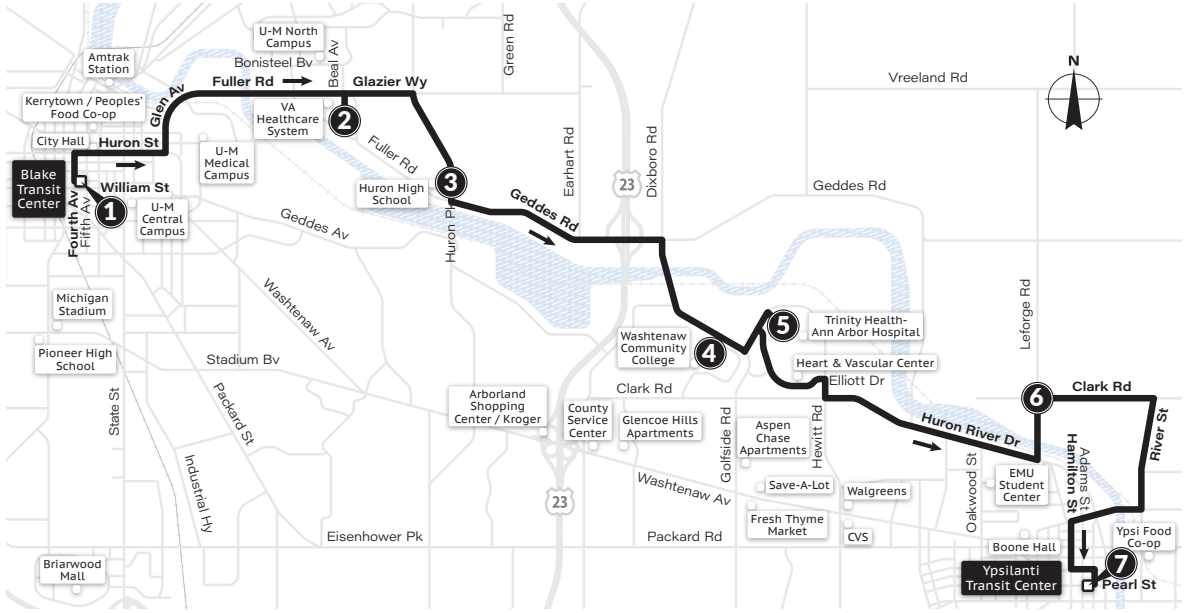 U-M North
Campus
Green Rd
N
Amtrak
Station
Bonisteel Bv
Beal Av
Fuller Rd
Glazier Wy
Vreeland Rd
Kerrytown / Peoples'
Food Co-op
Glen Av
VA
Healthcare
System
2
City Hall
Huron St
U-M
Medical
Campus
Fuller Rd
Earhart Rd
Dixboro Rd
Blake
Transit
Center
William St
1
Huron High
School
3
23
Geddes Rd
Fourth Av
Fifth Av
U-M
Central
Campus
Geddes Av
Huron Pk
Geddes Rd
Michigan
Stadium
Washtenaw Av
Leforge Rd
Pioneer High
School
Stadium Bv
Washtenaw
Community
College
4
5
Trinity Health-
Ann Arbor Hospital
Heart & Vascular Center
Elliott Dr
State St
Packard St
Arborland
Shopping
Center / Kroger
Clark Rd
County
Service
Center
Glencoe Hills
Apartments
Golfside Rd
Aspen
Chase
Apartments
Hewitt Rd
Huron River Dr
6
Clark Rd
River St
Industrial Hy
23
Washtenaw Av
Save-A-Lot
Walgreens
Oakwood St
EMU
Student
Center
Hamilton St
Adams St
Eisenhower Pk
Packard Rd
Fresh Thyme
Market
CVS
Boone Hall
Ypsi Food
Co-op
Briarwood
Mall
Ypsilanti
Transit Center
7
Pearl St